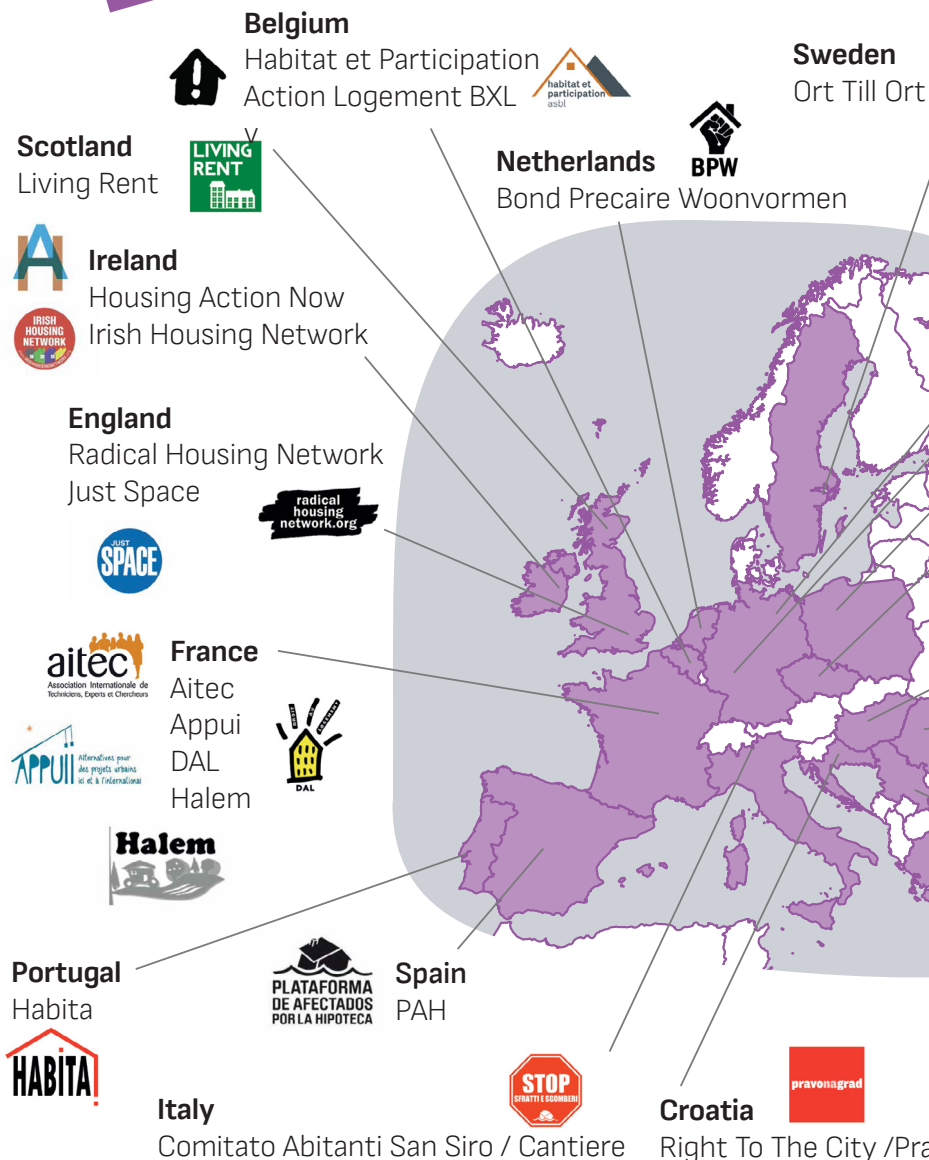 Belgium
Habitat et Participation
Action Logement BXL
V
habitat et
participation
asbl
Sweden
Ort Till Ort
Scotland
Living Rent
LIVING
RENT
BPW
Netherlands
Bond Precaire Woonvormen
Ireland
Housing Action Now
Irish Housing Network
IRISH
HOUSING
NETWORK
England
Radical Housing Network
Just Space
radical
housing
network.org
JUST
SPACE
aitec
Association Internationale de
Techniciens, Experts et Chercheurs
France
Aitec
Appui
DAL
Halem
APPUII
Alternatives pour
des projets urbains
ici et à l'international
DROIT AU LOGEMENT
DAL
Halem
Portugal
Habita
HABITA!
PLATAFORMA
DE AFECTADOS
POR LA HIPOTECA
Spain
PAH
STOP
SFRATTI E SGOMBERI
pravonagrad
Italy
Comitato Abitanti San Siro / Cantiere
Croatia
Right To The City /Pra